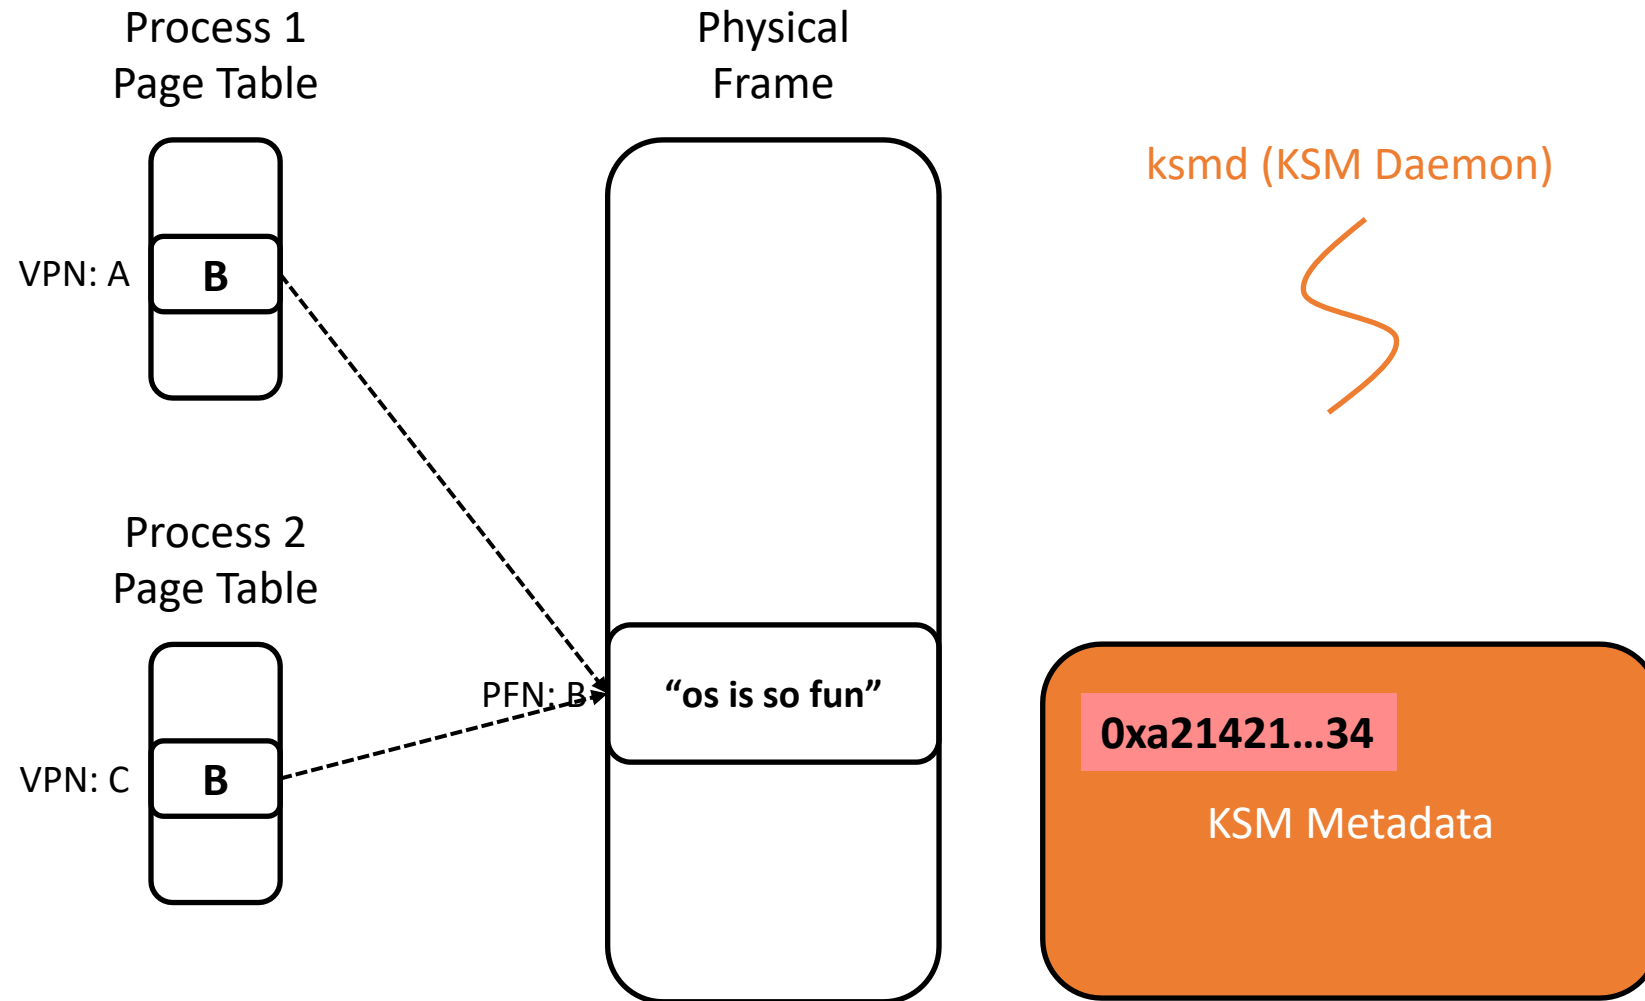 Process 1
Page Table
VPN: A
B
Process 2
Page Table
VPN: C
B
Physical
Frame
PFN: B
“os is so fun”
ksmd (KSM Daemon)
0xa21421…34
KSM Metadata